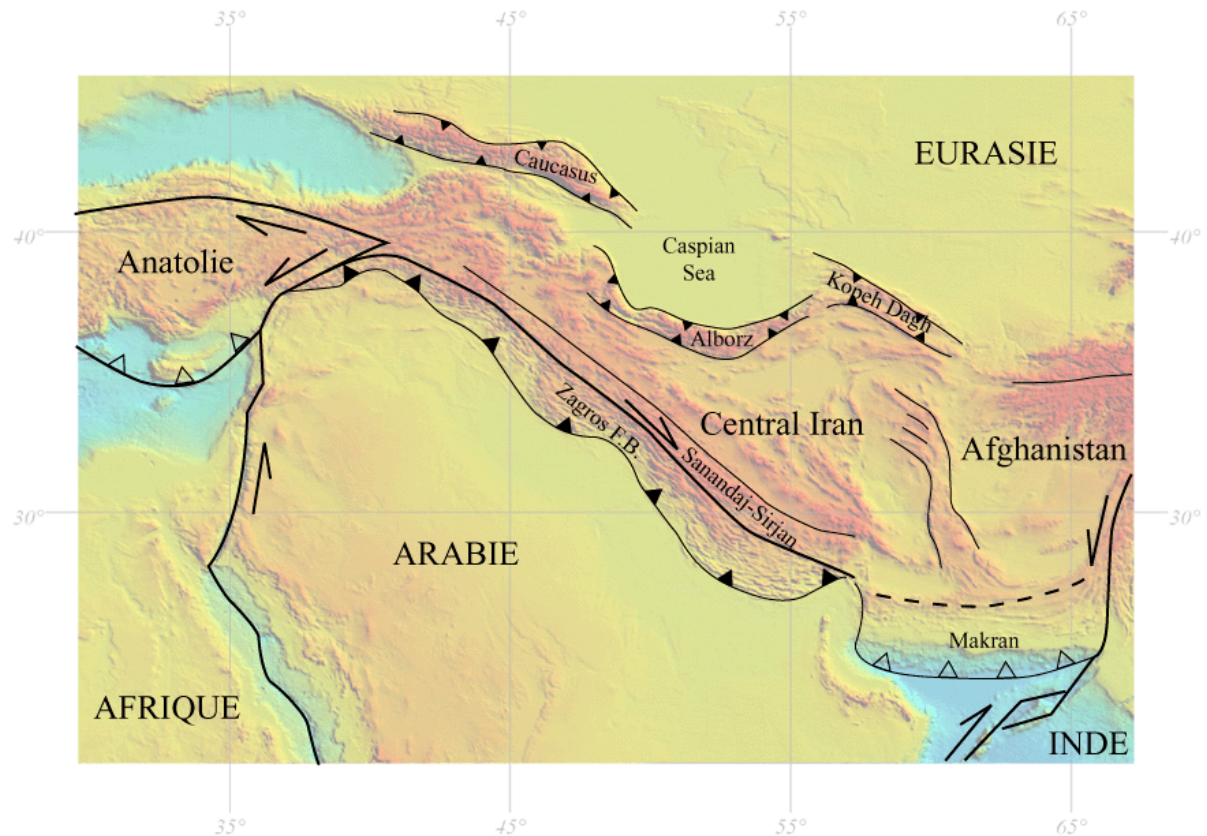 35°
45°
55°
65°
EURASIE
Caucasus
40°
40°
Caspian
Sea
Anatolie
Kopeh Dagh
Alborz
Zagros F.B.
Central Iran
Afghanistan
Sanandaj-Sirjan
30°
30°
ARABIE
Makran
AFRIQUE
INDE
35°
45°
55°
65°